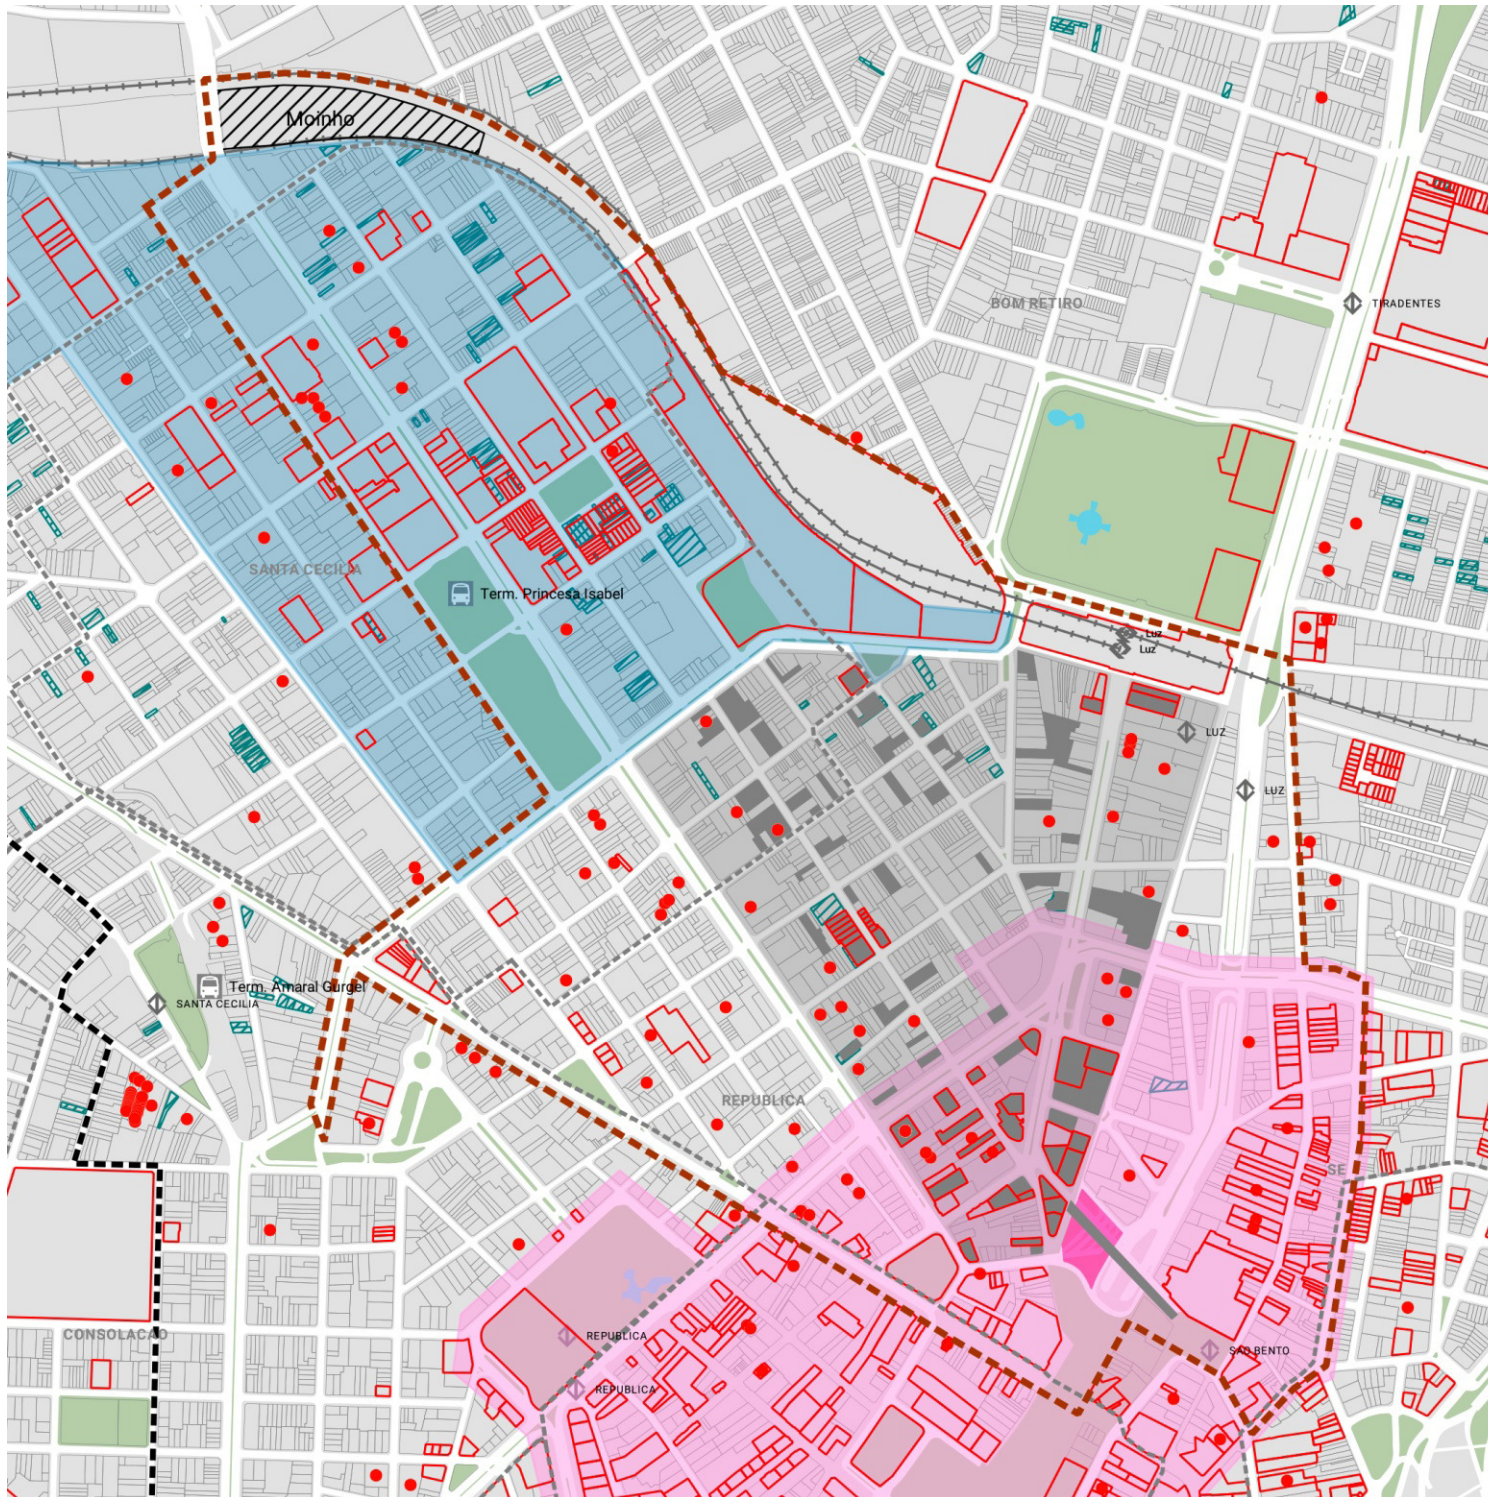 Moinho
BOM RETIRO
TIRADENTES
SANTA CECILIA
Term. Princesa Isabel
Luz
Luz
LUZ
LUZ
Term. Amaral Gurgel
SANTA CECILIA
REPUBLICA
SE
CONSOLACAO
REPUBLICA
SAO BENTO
REPUBLICA